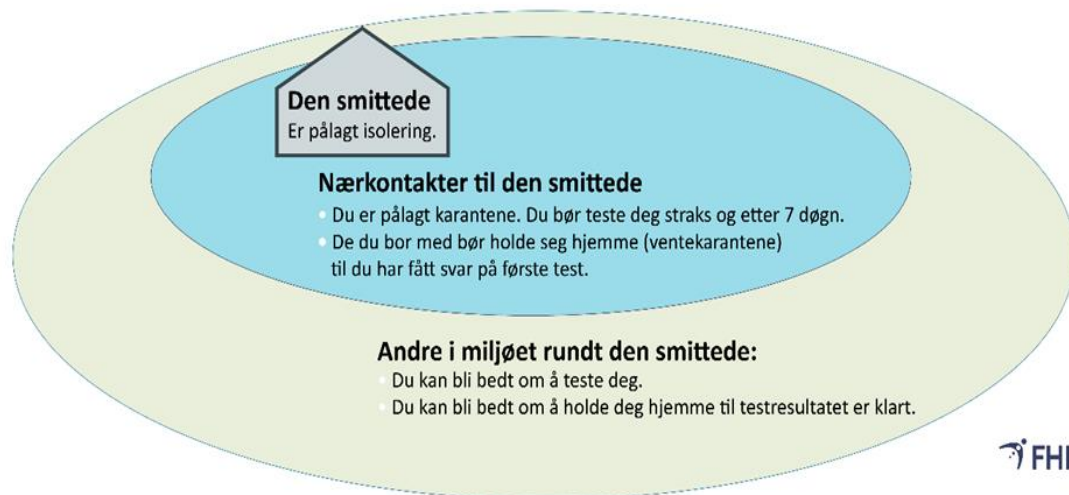 Den smittede
Er pålagt isolering.
Nærkontakter til den smittede
• Du er pålagt karantene. Du bør teste deg straks og etter 7 døgn.
• De du bor med bør holde seg hjemme (ventekarantene)
til du har fått svar på første test.
Andre i miljøet rundt den smittede:
• Du kan bli bedt om å teste deg.
• Du kan bli bedt om å holde deg hjemme til testresultatet er klart.
FHI